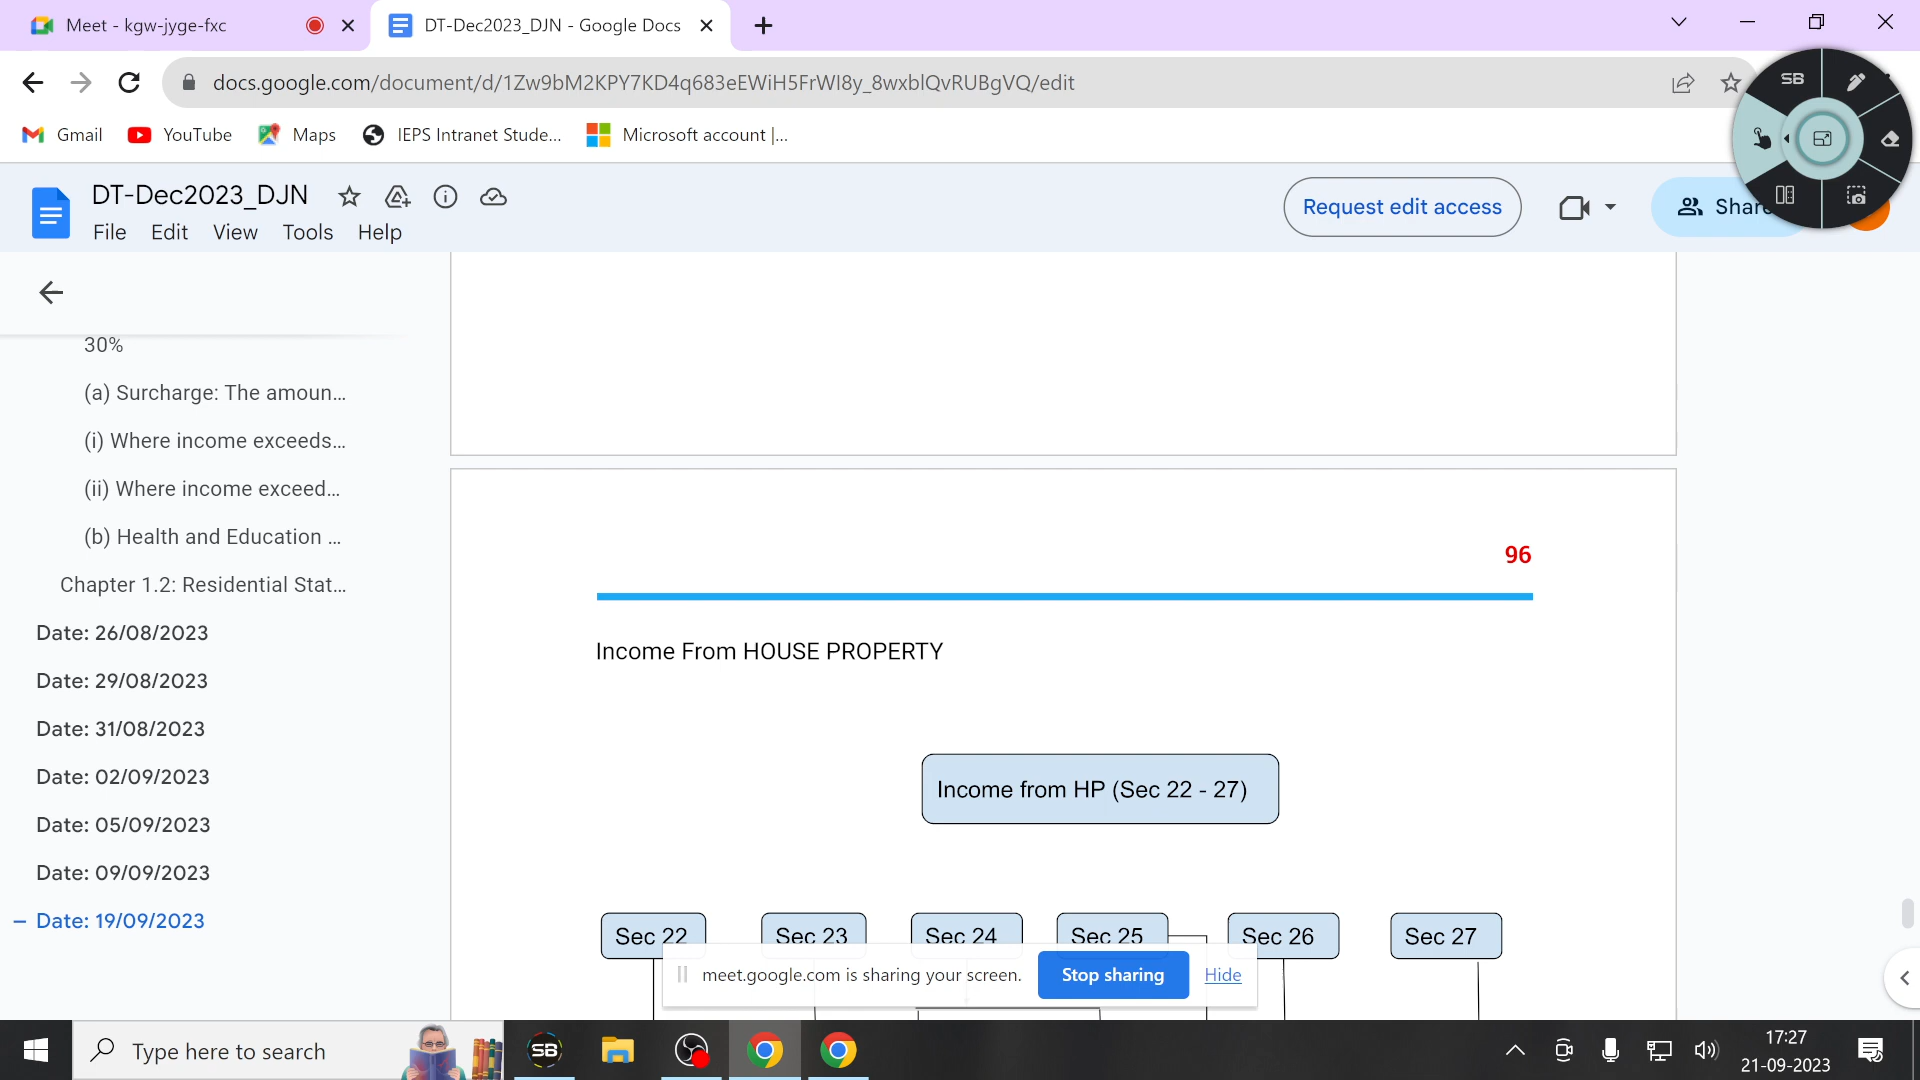 Meet - kgw-jyge-fxc
DT-Dec2023_DJN - Google Docs
docs.google.com/document/d/1Zw9bM2KPY7KD4q683eEWiH5FrWI8y_8wxblQvRUBgVQ/edit
SB
Gmail
YouTube
Maps
IEPS Intranet Stude...
Microsoft account |...
DT-Dec2023_DJN
File Edit View Tools Help
Request edit access
Share
30%
(a) Surcharge: The amoun...
(i) Where income exceeds...
(ii) Where income exceed...
(b) Health and Education ...
Chapter 1.2: Residential Stat...
Date: 26/08/2023
Date: 29/08/2023
Date: 31/08/2023
Date: 02/09/2023
Date: 05/09/2023
Date: 09/09/2023
Date: 19/09/2023
96
Income From HOUSE PROPERTY
Income from HP (Sec 22 - 27)
Sec 22 Sec 23 Sec 24 Sec 25 Sec 26 Sec 27
meet.google.com is sharing your screen. Stop sharing Hide
Type here to search
SB
17:27
21-09-2023